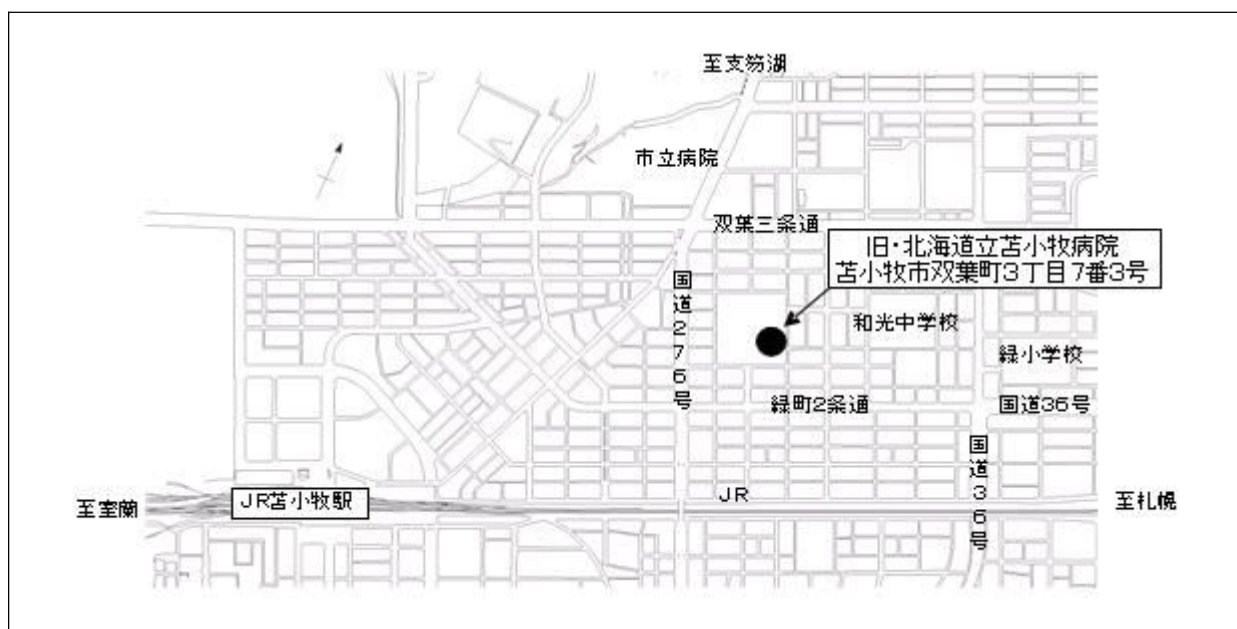 至支笏湖
市立病院
双葉三条通
旧・北海道立苫小牧病院
苫小牧市双葉町3丁目7番3号
国道276号
和光中学校
緑小学校
緑町2条通
国道36号
国道36号
JR苫小牧駅
JR
至室蘭
至札幌